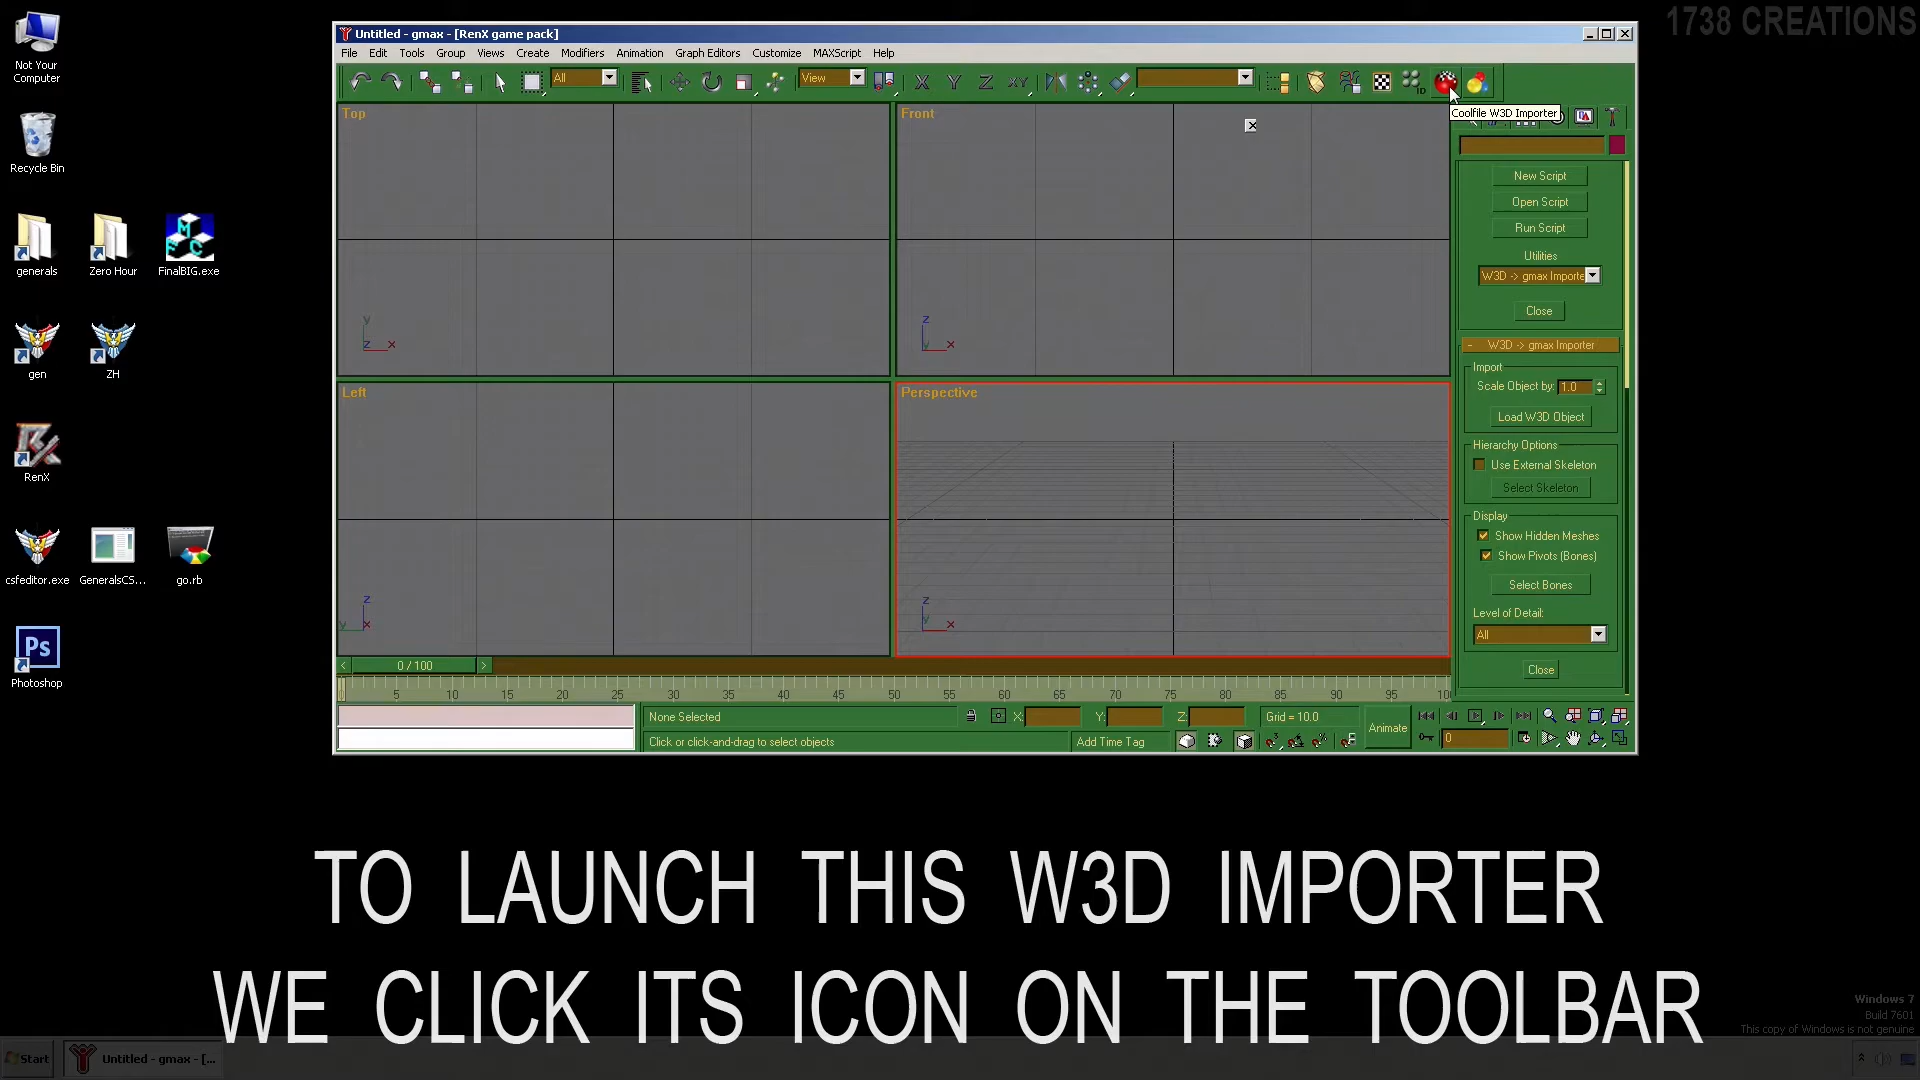 1738 CREATIONS
Not Your
Computer
Recycle Bin
generals
Zero Hour
FinalBIG.exe
gen
ZH
RenX
csfeditor.exe
GeneralsCS...
go.rb
Ps
Photoshop
Untitled - gmax - [RenX game pack]
File Edit Tools Group Views Create Modifiers Animation Graph Editors Customize MAXScript Help
All
View
X Y Z XY
ID
Coolfile W3D Importer
Top
Front
Left
Perspective
y
z x
z
y x
z
y x
z
y x
New Script
Open Script
Run Script
Utilities
W3D -> gmax Importe
Close
- W3D -> gmax Importer
Import
Scale Object by: 1.0
Load W3D Object
Hierarchy Options
Use External Skeleton
Select Skeleton
Display
Show Hidden Meshes
Show Pivots (Bones)
Select Bones
Level of Detail:
All
Close
< 0 / 100 >
5 10 15 20 25 30 35 40 45 50 55 60 65 70 75 80 85 90 95 10
None Selected
X: Y: Z: Grid = 10.0
Animate
Click or click-and-drag to select objects
Add Time Tag
0
TO LAUNCH THIS W3D IMPORTER
WE CLICK ITS ICON ON THE TOOLBAR
Windows 7
Build 7601
This copy of Windows is not genuine
Start
Untitled - gmax - [...